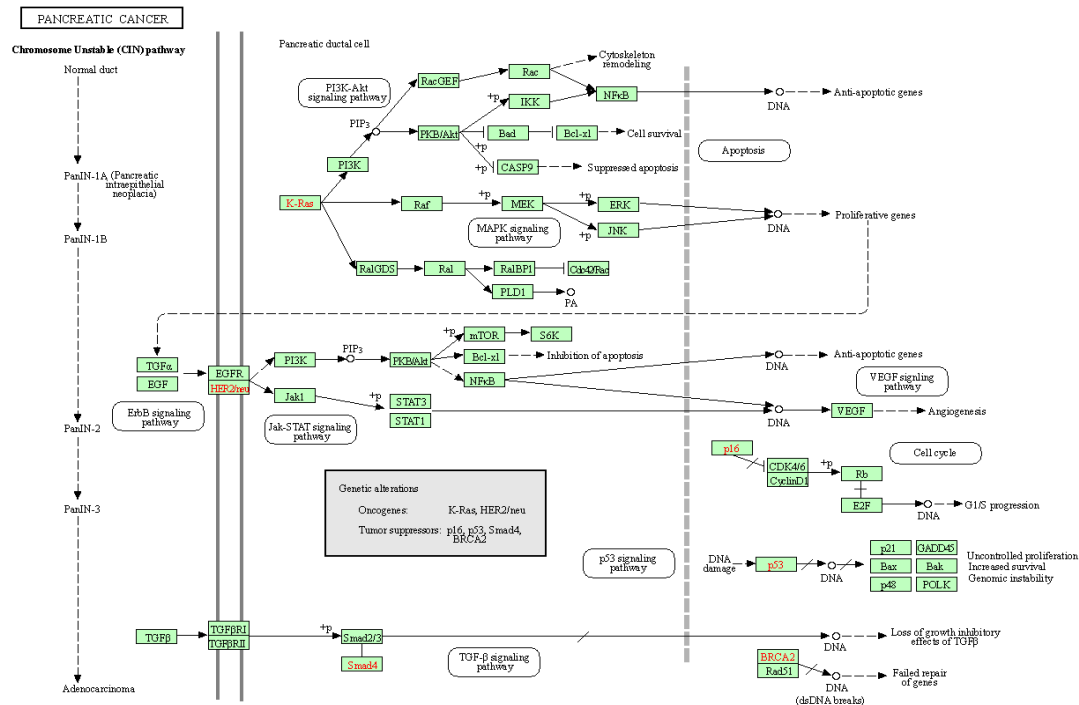 PANCREATIC CANCER
Chromosome Unstable (CIN) pathway
Normal duct
PanIN-1A (Pancreatic
intraepithelial
neoplacia)
PanIN-1B
PanIN-2
PanIN-3
Adenocarcinoma
Pancreatic ductal cell
PI3K-Akt
signaling pathway
RacGEF
Rac
Cytoskeleton
remodeling
+p
IKK
NFκB
DNA
Anti-apoptotic genes
PIP3
PKB/Akt
Bad
Bcl-xl
Cell survival
+p
+p
CASP9
Suppressed apoptosis
Apoptosis
PI3K
K-Ras
Raf
+p
MEK
+p
ERK
+p
JNK
DNA
Proliferative genes
MAPK signaling
pathway
RalGDS
Ral
RalBP1
Cdc42/Rac
PLD1
PA
TGFα
EGF
EGFR
HER2/neu
ErbB signaling
pathway
PI3K
PIP3
PKB/Akt
+p
mTOR
S6K
Bcl-xl
Inhibition of apoptosis
NFκB
DNA
Anti-apoptotic genes
Jak1
+p
STAT3
STAT1
Jak-STAT signaling
pathway
DNA
VEGF
Angiogenesis
VEGF signling
pathway
p16
CDK4/6
CyclinD1
+p
Rb
E2F
DNA
G1/S progression
Cell cycle
Genetic alterations
Oncogenes: K-Ras, HER2/neu
Tumor suppressors: p16, p53, Smad4,
BRCA2
p53 signaling
pathway
DNA
damage
p53
DNA
p21
GADD45
Bax
Bak
p48
POLK
Uncontrolled proliferation
Increased survival
Genomic instability
TGFβ
TGFβRI
TGFβRII
+p
Smad2/3
Smad4
TGF-β signaling
pathway
DNA
Loss of growth inhibitory
effects of TGFβ
BRCA2
Rad51
DNA
(dsDNA breaks)
Failed repair
of genes